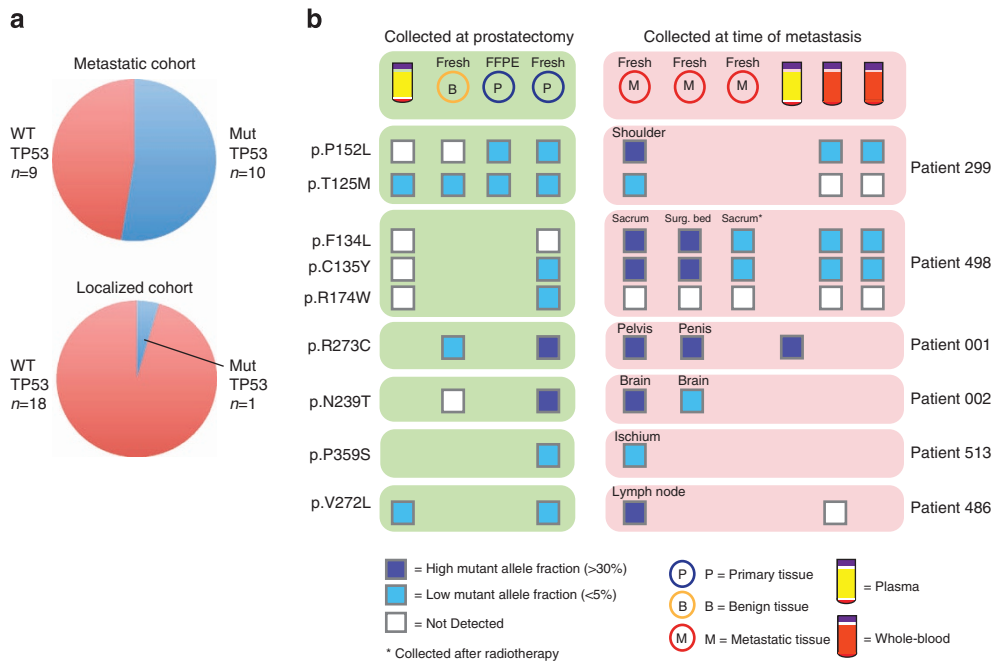 a
Metastatic cohort
WT
TP53
n=9
Mut
TP53
n=10
Localized cohort
WT
TP53
n=18
Mut
TP53
n=1
b
Collected at prostatectomy
Collected at time of metastasis
Fresh FFPE Fresh
B P P
Fresh Fresh Fresh
M M M
p.P152L
p.T125M
Shoulder
Patient 299
p.F134L
p.C135Y
p.R174W
Sacrum Surg. bed Sacrum*
Patient 498
p.R273C
Pelvis Penis
Patient 001
p.N239T
Brain Brain
Patient 002
p.P359S
Ischium
Patient 513
p.V272L
Lymph node
Patient 486
= High mutant allele fraction (>30%)
= Low mutant allele fraction (<5%)
= Not Detected
* Collected after radiotherapy
P P = Primary tissue
B B = Benign tissue
M M = Metastatic tissue
= Plasma
= Whole-blood